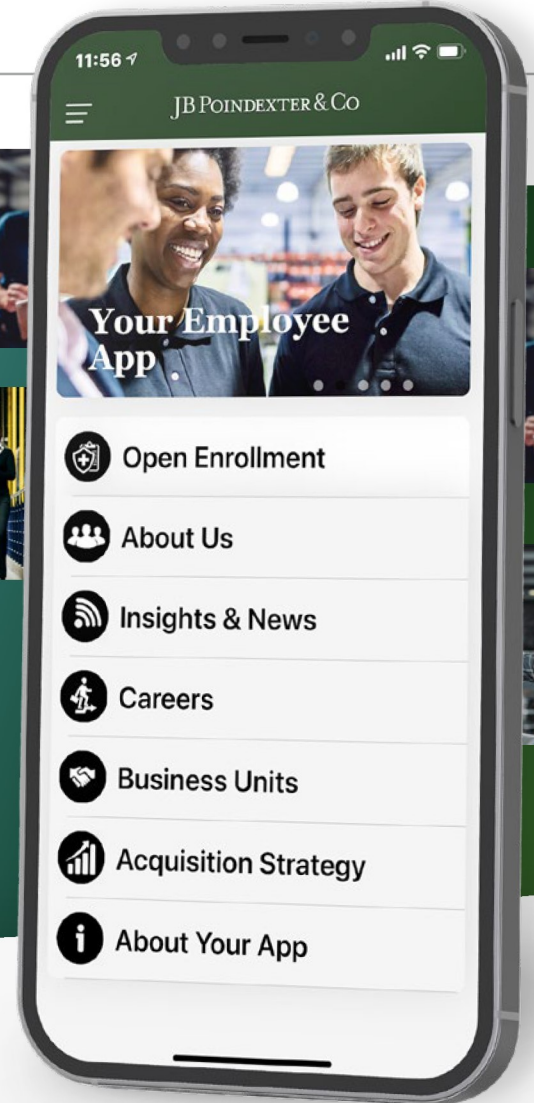 11:56
JB POINDEXTER & CO
Your Employee
App
Open Enrollment
About Us
Insights & News
Careers
Business Units
Acquisition Strategy
About Your App